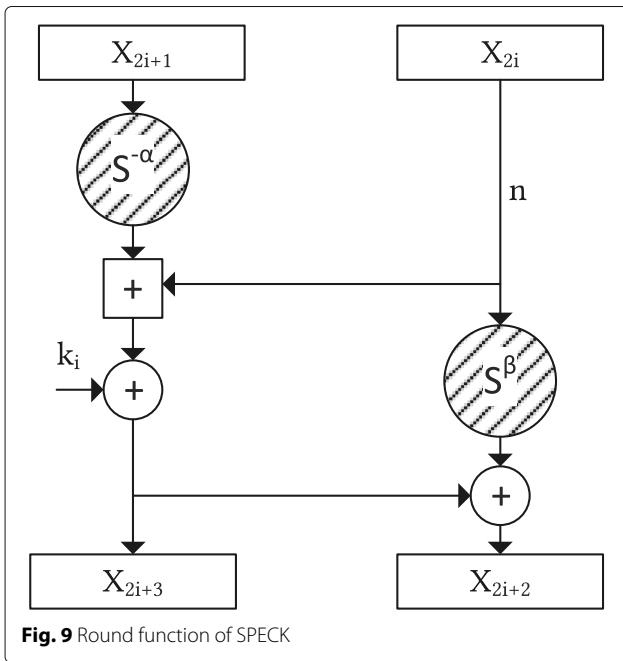 X₂ᵢ₊₁ X₂ᵢ
S⁻ᵅ
n
+
kᵢ
+
Sᵝ
+
X₂ᵢ₊₃ X₂ᵢ₊₂
Fig. 9 Round function of SPECK